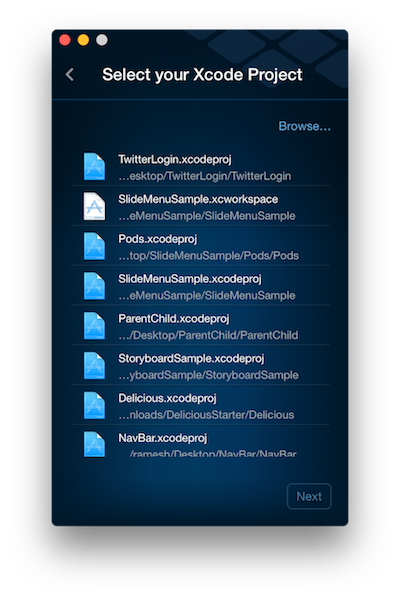 Select your Xcode Project
Browse...
TwitterLogin.xcodeproj
...esktop/TwitterLogin/TwitterLogin
SlideMenuSample.xcworkspace
...eMenuSample/SlideMenuSample
Pods.xcodeproj
...top/SlideMenuSample/Pods/Pods
SlideMenuSample.xcodeproj
...eMenuSample/SlideMenuSample
ParentChild.xcodeproj
.../Desktop/ParentChild/ParentChild
StoryboardSample.xcodeproj
...yboardSample/StoryboardSample
Delicious.xcodeproj
...nloads/DeliciousStarter/Delicious
NavBar.xcodeproj
/ramesh/Desktop/NavBar/NavBar
Next